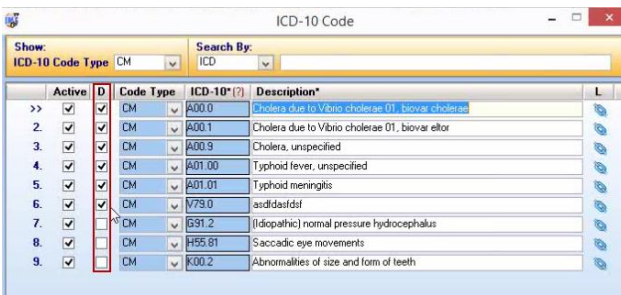 ICD-10 Code
Show: Search By:
ICD-10 Code Type CM ICD
Active D Code Type ICD-10* (?) Description* L
>> CM A00.0 Cholera due to Vibrio cholerae 01, biovar cholerae
2. CM A00.1 Cholera due to Vibrio cholerae 01, biovar eltor
3. CM A00.9 Cholera, unspecified
4. CM A01.00 Typhoid fever, unspecified
5. CM A01.01 Typhoid meningitis
6. CM V79.0 asdfdasfdsf
7. CM G91.2 (Idiopathic) normal pressure hydrocephalus
8. CM H55.81 Saccadic eye movements
9. CM K00.2 Abnormalities of size and form of teeth